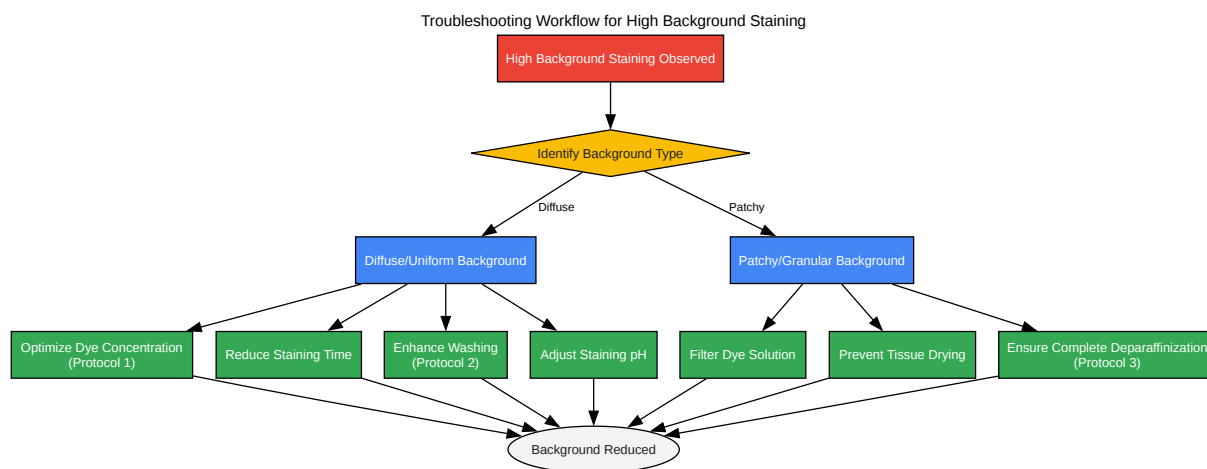 Troubleshooting Workflow for High Background Staining
High Background Staining Observed
Identify Background Type
Diffuse
Patchy
Diffuse/Uniform Background
Patchy/Granular Background
Optimize Dye Concentration
(Protocol 1)
Reduce Staining Time
Enhance Washing
(Protocol 2)
Adjust Staining pH
Filter Dye Solution
Prevent Tissue Drying
Ensure Complete Deparaffinization
(Protocol 3)
Background Reduced